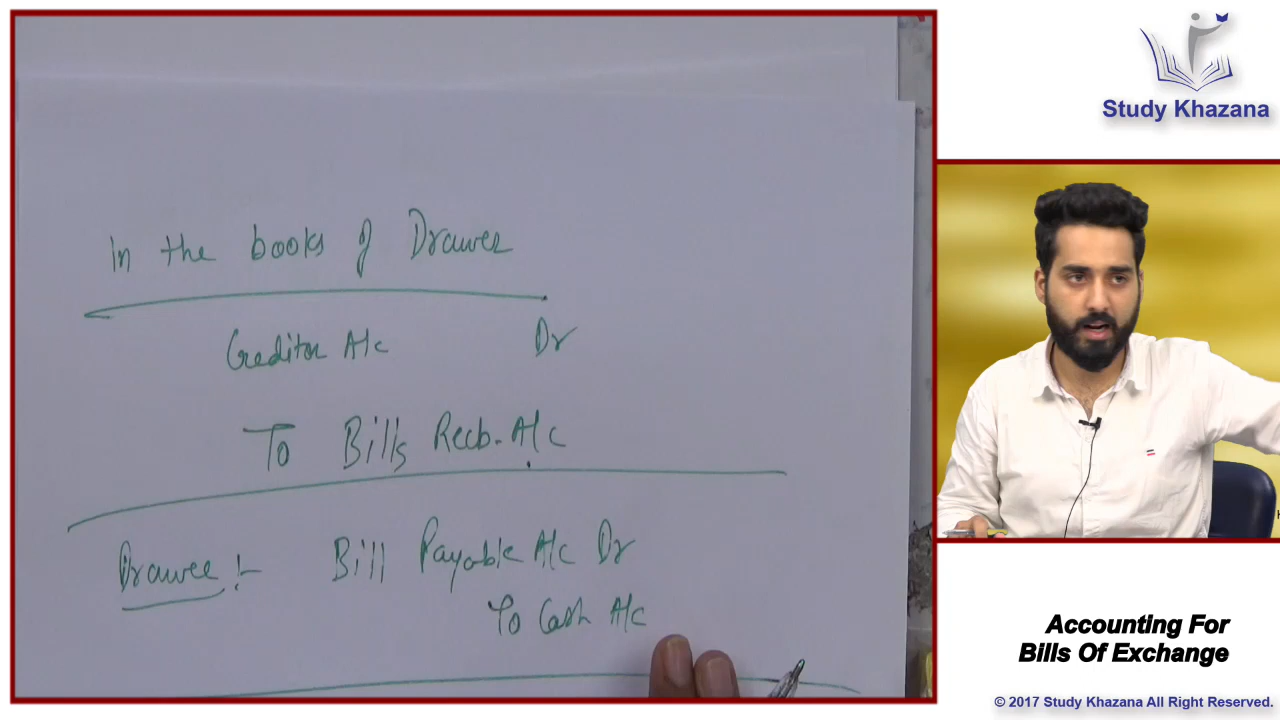 Study Khazana
In the books of Drawer
Creditor A/c Dr
To Bills Recb. A/c
Drawee :- Bill Payable A/c Dr
To Cash A/c
Accounting For
Bills Of Exchange
© 2017 Study Khazana All Right Reserved.